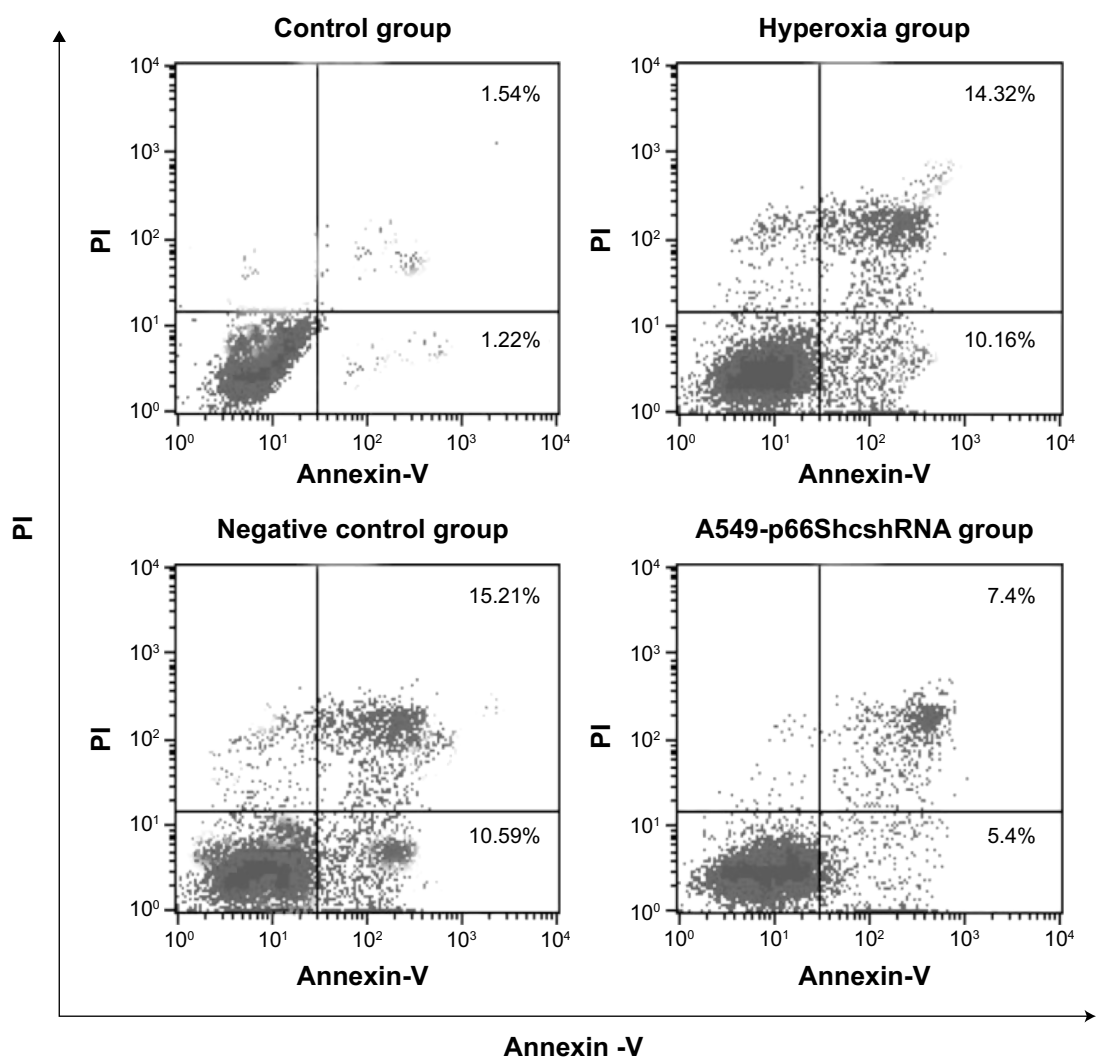 Control group
Hyperoxia group
10⁴
10³
10²
10¹
10⁰
PI
1.54%
1.22%
10⁰ 10¹ 10² 10³ 10⁴
Annexin-V
10⁴
10³
10²
10¹
10⁰
PI
14.32%
10.16%
10⁰ 10¹ 10² 10³ 10⁴
Annexin-V
PI
Negative control group
A549-p66ShcshRNA group
10⁴
10³
10²
10¹
10⁰
PI
15.21%
10.59%
10⁰ 10¹ 10² 10³ 10⁴
Annexin-V
10⁴
10³
10²
10¹
10⁰
PI
7.4%
5.4%
10⁰ 10¹ 10² 10³ 10⁴
Annexin-V
Annexin -V